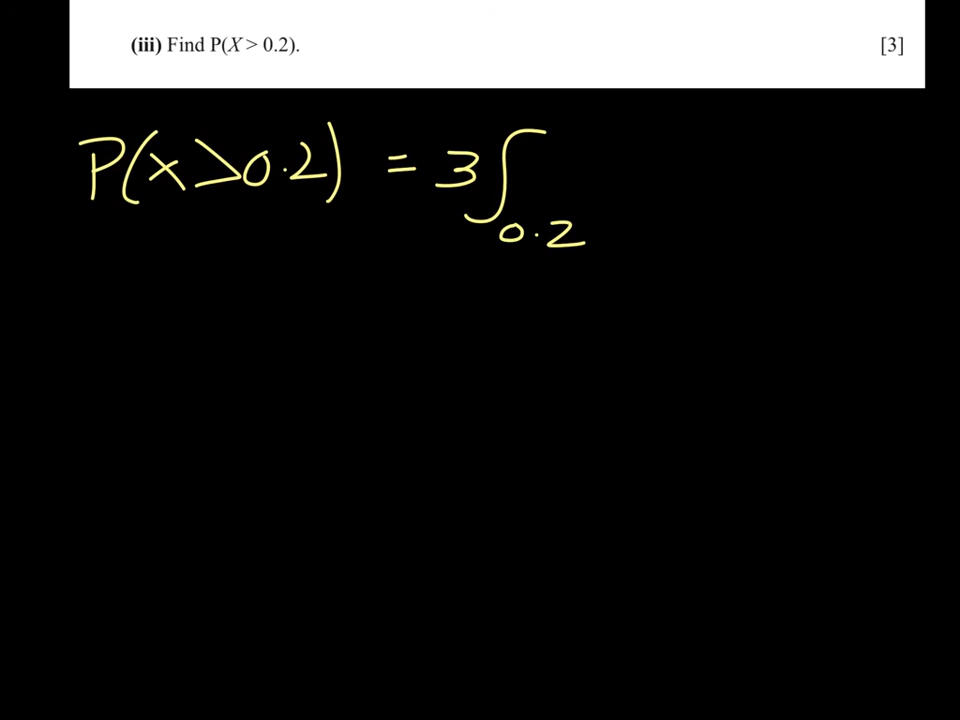 (iii) Find P(X > 0.2). [3]
P(x>0.2) = 3∫
0.2